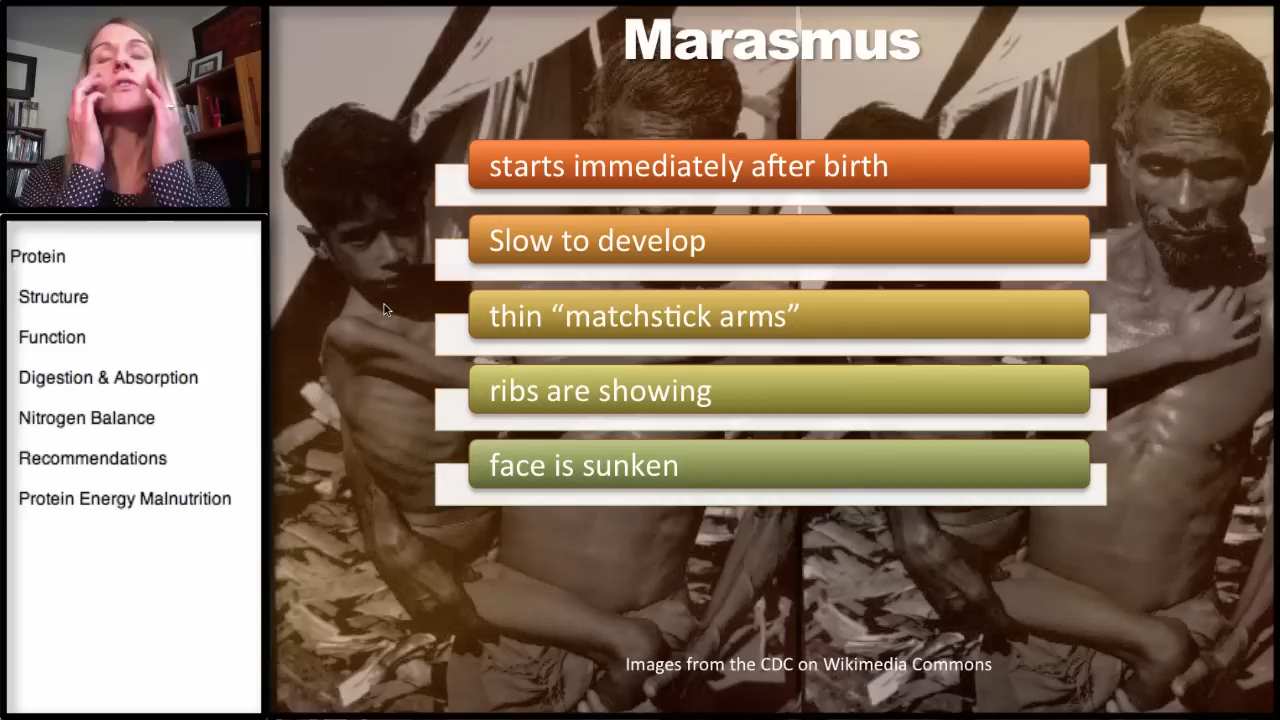 Marasmus
starts immediately after birth
Slow to develop
thin “matchstick arms”
ribs are showing
face is sunken
Images from the CDC on Wikimedia Commons
Protein
Structure
Function
Digestion & Absorption
Nitrogen Balance
Recommendations
Protein Energy Malnutrition